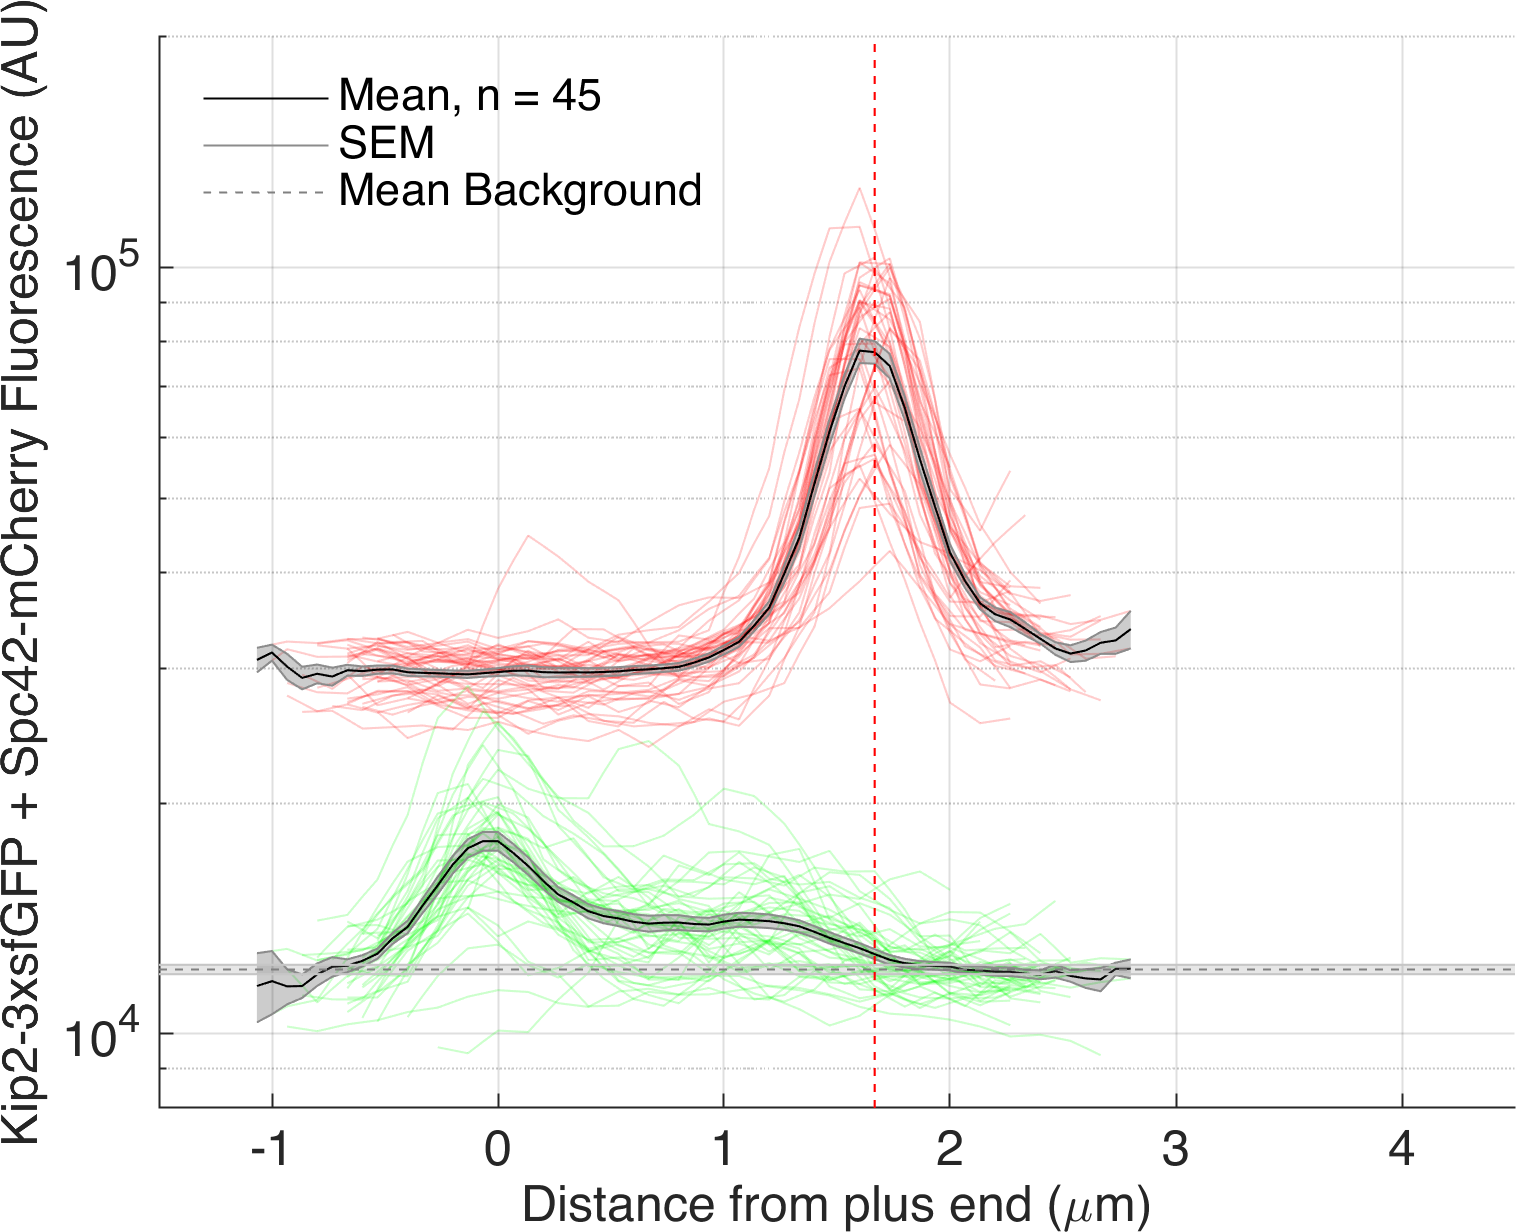 Kip2-3xsfGFP + Spc42-mCherry Fluorescence (AU)
Mean, n = 45
SEM
Mean Background
10^5
10^4
-1 0 1 2 3 4
Distance from plus end (μm)